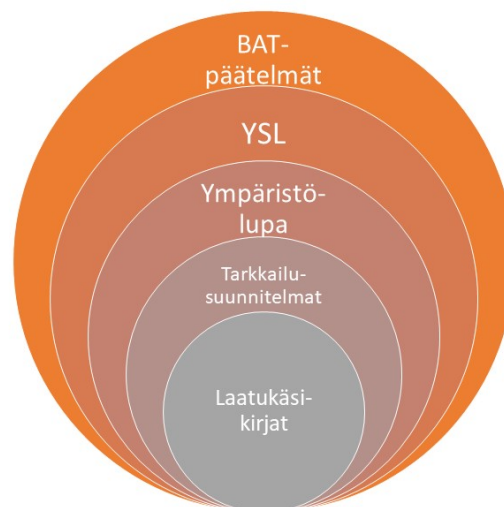 BAT-
päätelmät
YSL
Ympäristö-
lupa
Tarkkailu-
suunnitelmat
Laatukäsi-
kirjat